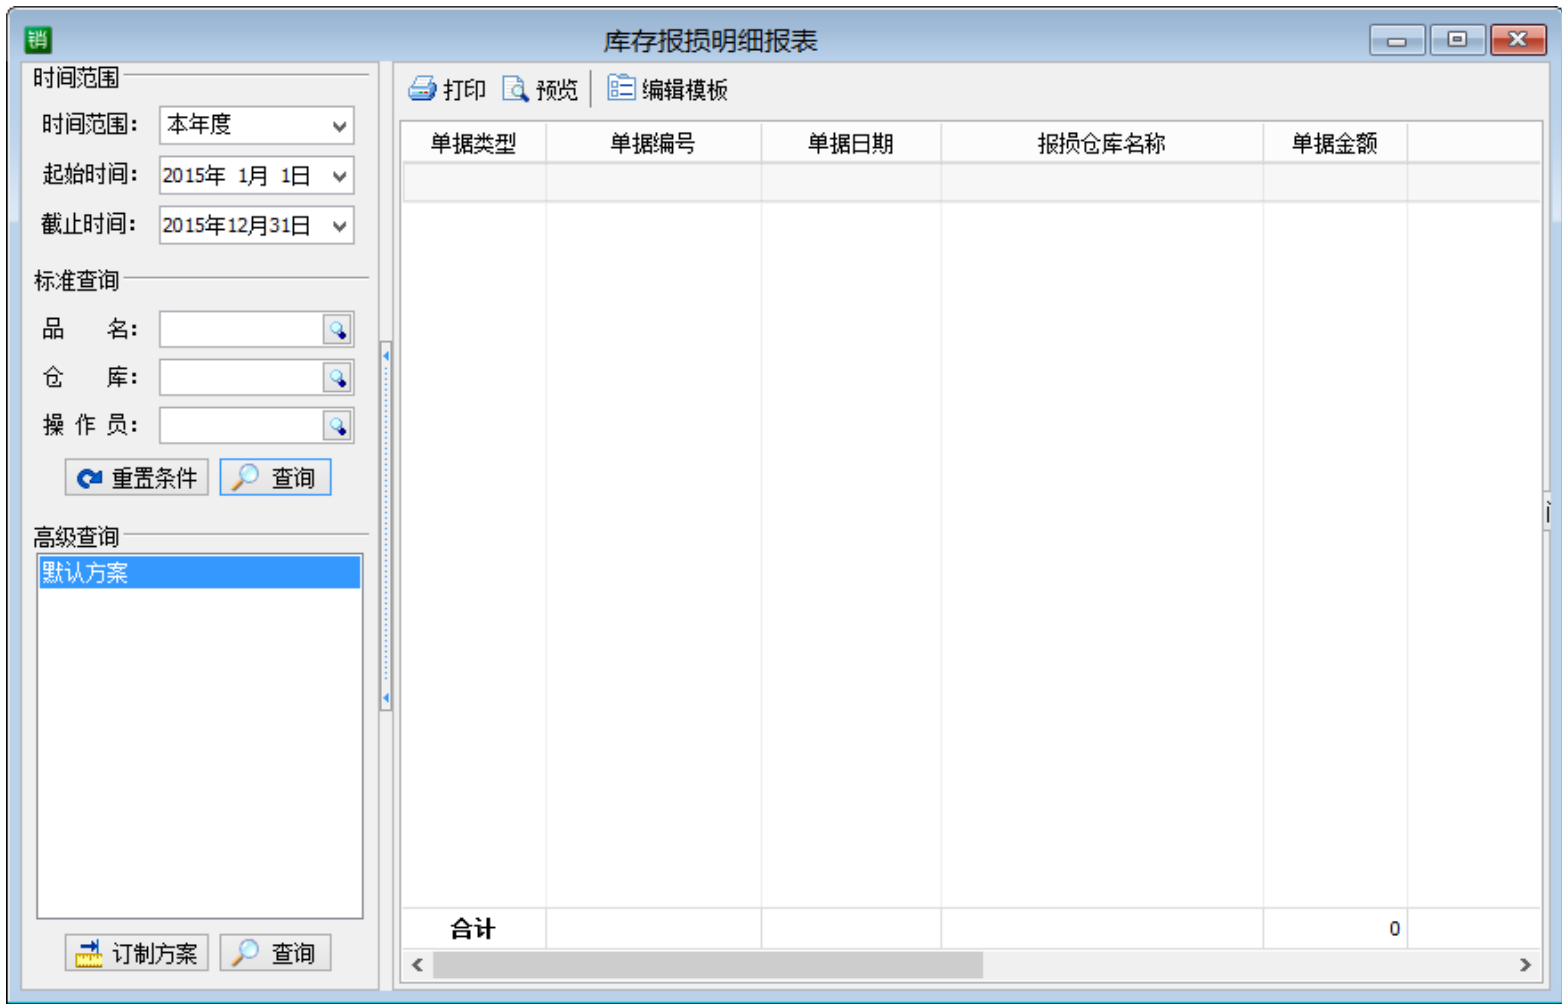 销 库存报损明细报表
时间范围
时间范围： 本年度
起始时间： 2015年 1月 1日
截止时间： 2015年12月31日
标准查询
品 名：
仓 库：
操 作 员：
重置条件 查询
高级查询
默认方案
订制方案 查询
打印 预览 编辑模板
单据类型 单据编号 单据日期 报损仓库名称 单据金额
合计 0